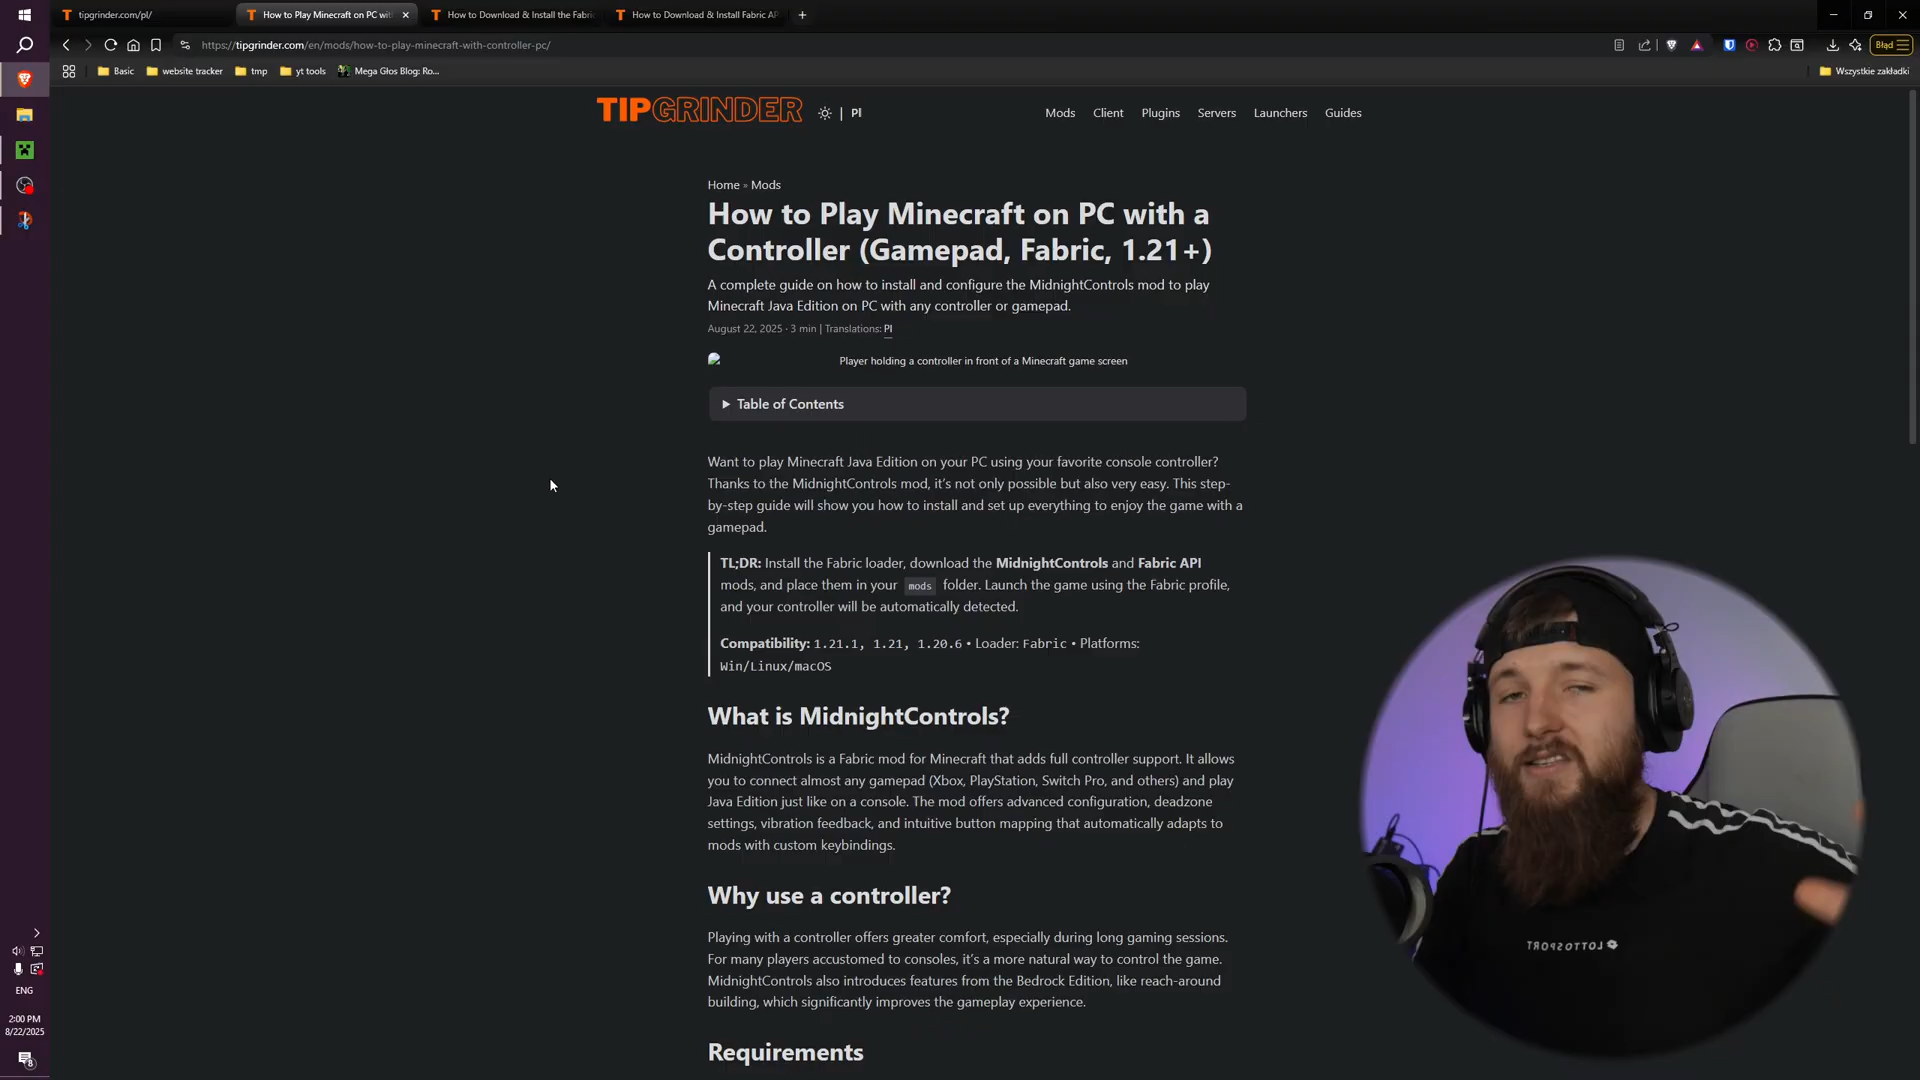 tipgrinder.com/pl/
How to Play Minecraft on PC wit
How to Download & Install the Fabric
How to Download & Install Fabric AP
https://tipgrinder.com/en/mods/how-to-play-minecraft-with-controller-pc/
Błąd
Basic
website tracker
tmp
yt tools
Mega Głos Blog: Ro...
Wszystkie zakładki
TIPGRINDER
| Pl
Mods
Client
Plugins
Servers
Launchers
Guides
Home » Mods
How to Play Minecraft on PC with a
Controller (Gamepad, Fabric, 1.21+)
A complete guide on how to install and configure the MidnightControls mod to play
Minecraft Java Edition on PC with any controller or gamepad.
August 22, 2025 · 3 min | Translations: Pl
Player holding a controller in front of a Minecraft game screen
Table of Contents
Want to play Minecraft Java Edition on your PC using your favorite console controller?
Thanks to the MidnightControls mod, it’s not only possible but also very easy. This step-
by-step guide will show you how to install and set up everything to enjoy the game with a
gamepad.
TL;DR: Install the Fabric loader, download the MidnightControls and Fabric API
mods, and place them in your mods folder. Launch the game using the Fabric profile,
and your controller will be automatically detected.
Compatibility: 1.21.1, 1.21, 1.20.6 • Loader: Fabric • Platforms:
Win/Linux/macOS
What is MidnightControls?
MidnightControls is a Fabric mod for Minecraft that adds full controller support. It allows
you to connect almost any gamepad (Xbox, PlayStation, Switch Pro, and others) and play
Java Edition just like on a console. The mod offers advanced configuration, deadzone
settings, vibration feedback, and intuitive button mapping that automatically adapts to
mods with custom keybindings.
Why use a controller?
Playing with a controller offers greater comfort, especially during long gaming sessions.
For many players accustomed to consoles, it’s a more natural way to control the game.
MidnightControls also introduces features from the Bedrock Edition, like reach-around
building, which significantly improves the gameplay experience.
Requirements
LOTTOSPORT
ENG
2:00 PM
8/22/2025
8